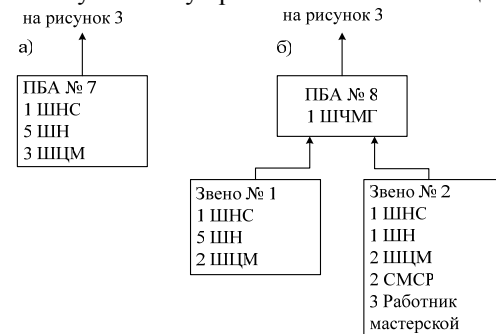 на рисунок 3
на рисунок 3
а)
б)
ПБА № 7
1 ШНС
5 ШН
3 ШЦМ
ПБА № 8
1 ШЧМГ
Звено № 1
1 ШНС
5 ШН
2 ШЦМ
Звено № 2
1 ШНС
1 ШН
2 ШЦМ
2 СМСР
3 Работник
мастерской